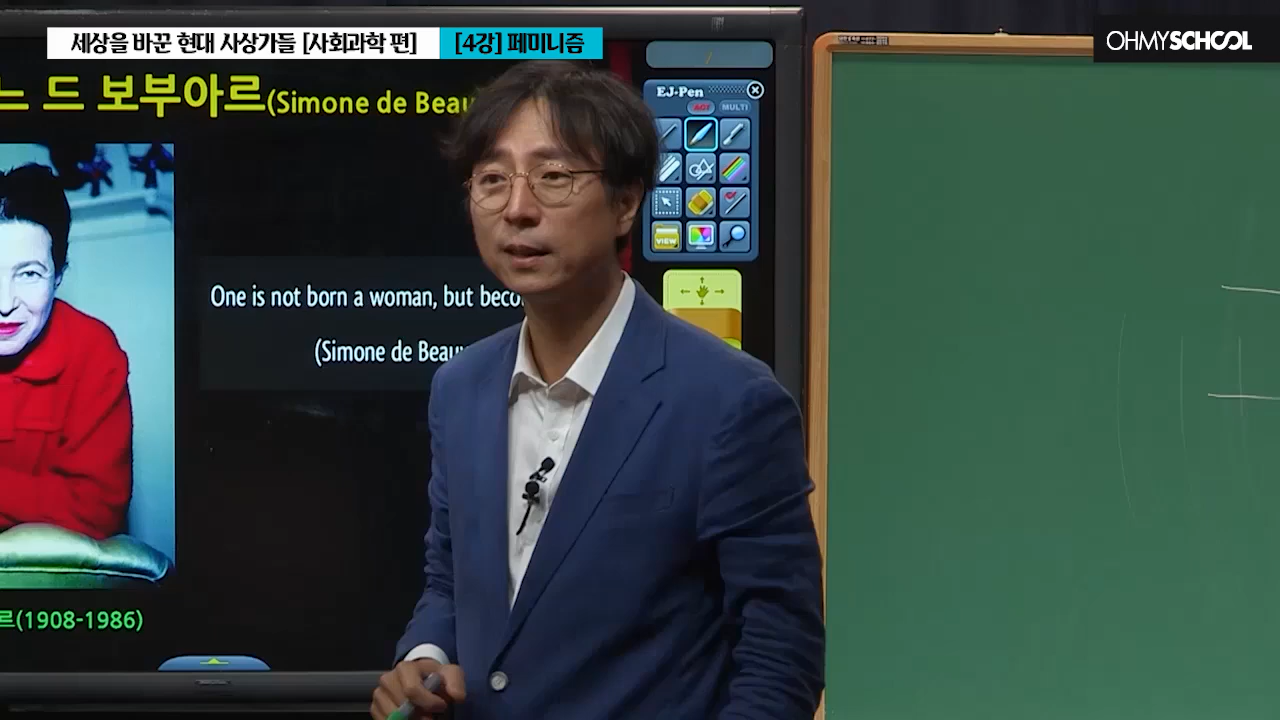 세상을 바꾼 현대 사상가들 [사회과학 편] [4강] 페미니즘
OHMYSCHOOL
느 드 보부아르(Simone de Beau
EJ-Pen
ACT MULTI
VIEW
One is not born a woman, but beco
(Simone de Beauv
르(1908-1986)